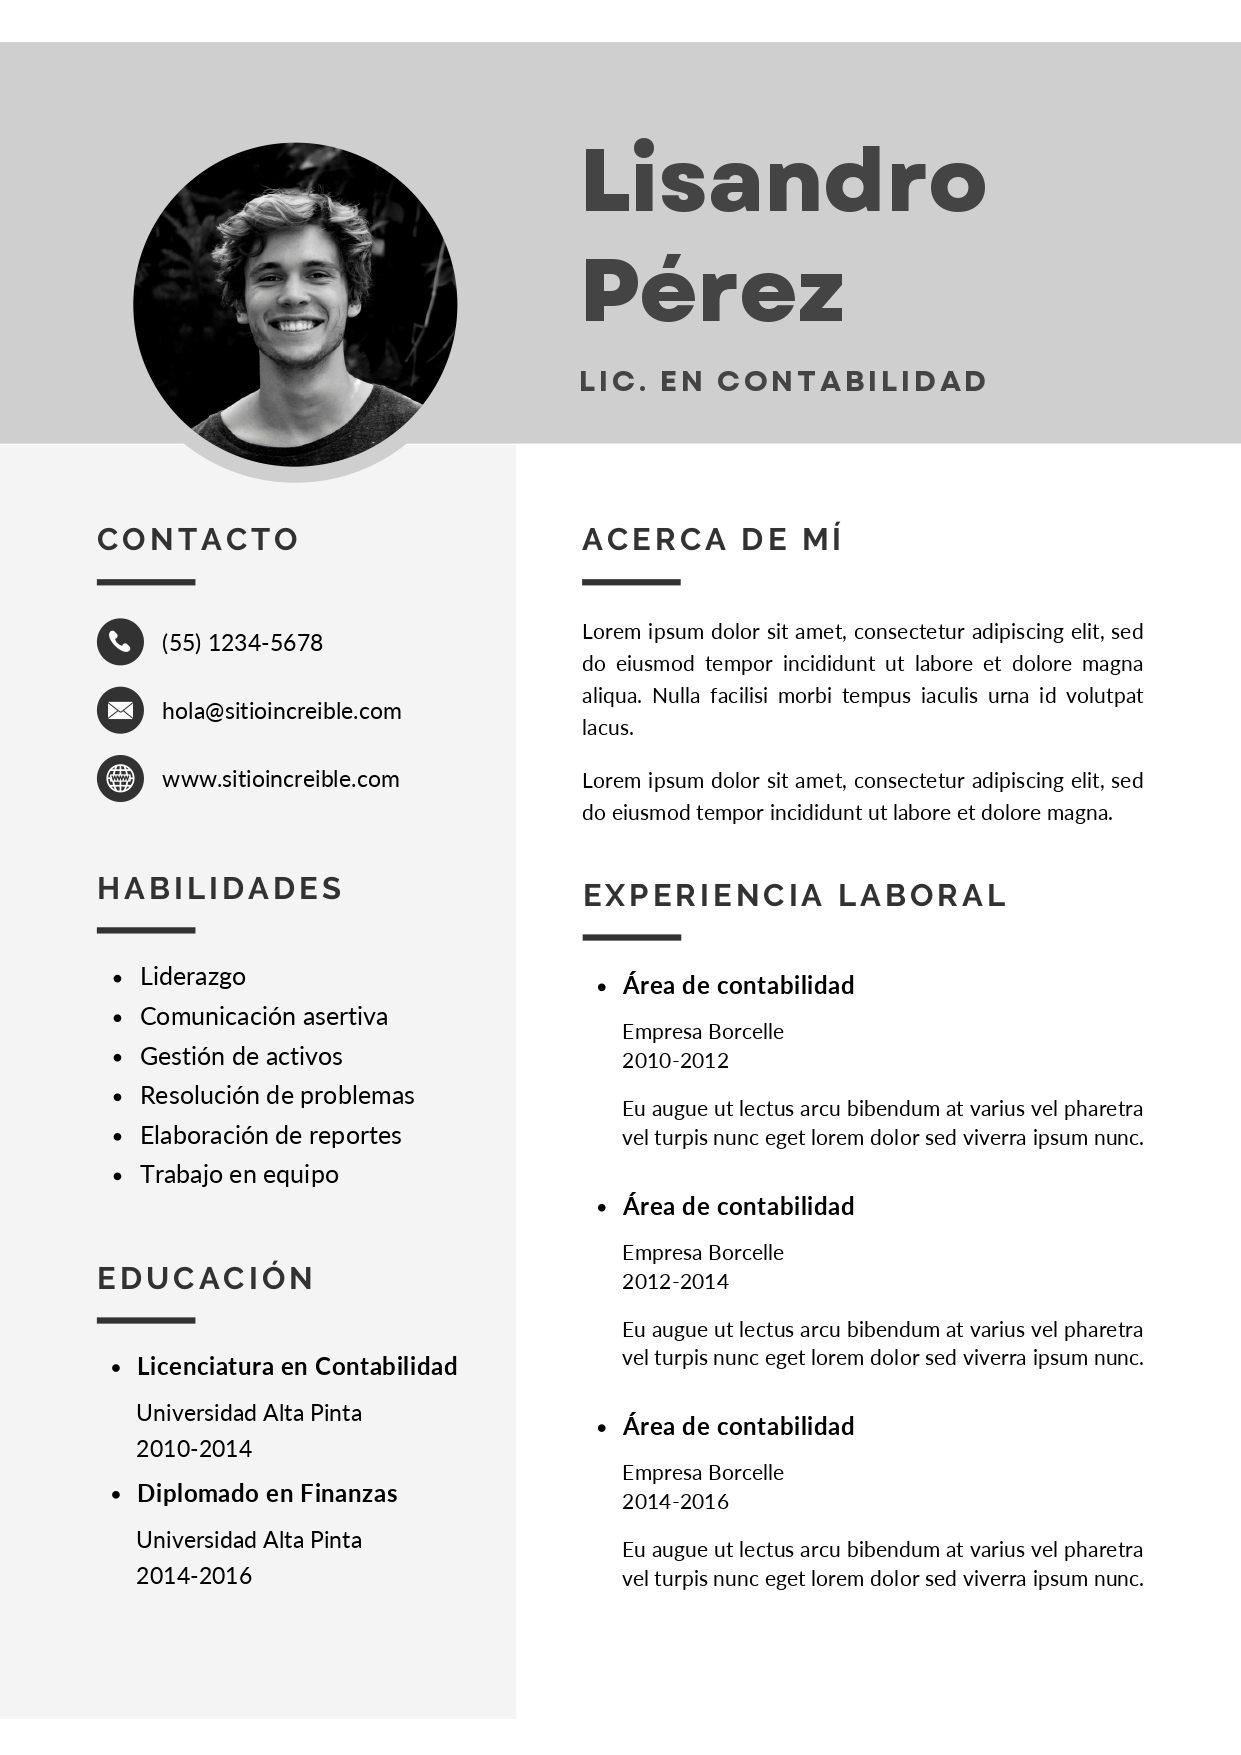 Lisandro
Pérez
LIC. EN CONTABILIDAD
CONTACTO
(55) 1234-5678
hola@sitioincreible.com
www.sitioincreible.com
HABILIDADES
• Liderazgo
• Comunicación asertiva
• Gestión de activos
• Resolución de problemas
• Elaboración de reportes
• Trabajo en equipo
EDUCACIÓN
• Licenciatura en Contabilidad
Universidad Alta Pinta
2010-2014
• Diplomado en Finanzas
Universidad Alta Pinta
2014-2016
ACERCA DE MÍ
Lorem ipsum dolor sit amet, consectetur adipiscing elit, sed
do eiusmod tempor incididunt ut labore et dolore magna
aliqua. Nulla facilisi morbi tempus iaculis urna id volutpat
lacus.
Lorem ipsum dolor sit amet, consectetur adipiscing elit, sed
do eiusmod tempor incididunt ut labore et dolore magna.
EXPERIENCIA LABORAL
• Área de contabilidad
Empresa Borcelle
2010-2012
Eu augue ut lectus arcu bibendum at varius vel pharetra
vel turpis nunc eget lorem dolor sed viverra ipsum nunc.
• Área de contabilidad
Empresa Borcelle
2012-2014
Eu augue ut lectus arcu bibendum at varius vel pharetra
vel turpis nunc eget lorem dolor sed viverra ipsum nunc.
• Área de contabilidad
Empresa Borcelle
2014-2016
Eu augue ut lectus arcu bibendum at varius vel pharetra
vel turpis nunc eget lorem dolor sed viverra ipsum nunc.